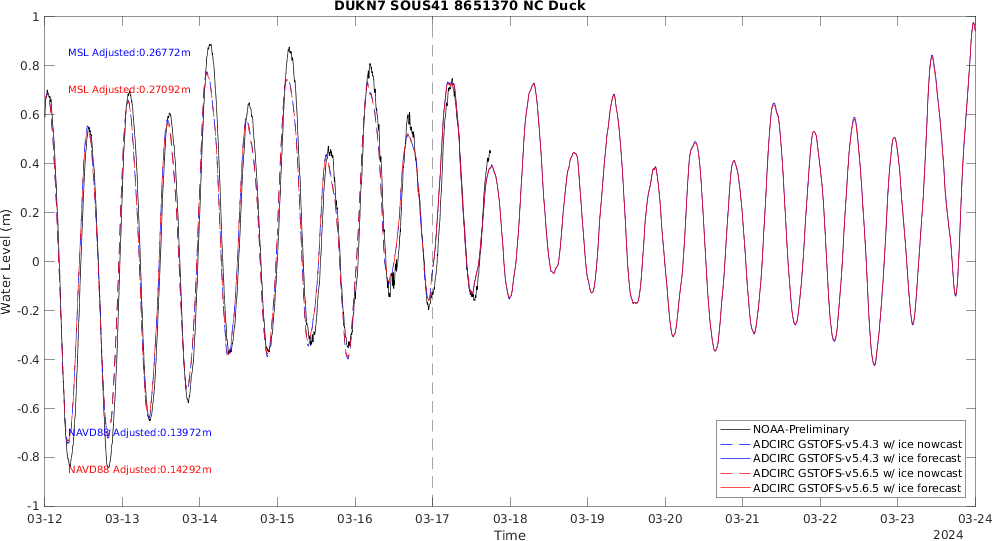 DUKN7 SOUS41 8651370 NC Duck
1
0.8
0.6
0.4
0.2
0
-0.2
-0.4
-0.6
-0.8
-1
Water Level (m)
MSL Adjusted:0.26772m
MSL Adjusted:0.27092m
NAVD88 Adjusted:0.13972m
NAVD88 Adjusted:0.14292m
NOAA-Preliminary
ADCIRC GSTOFS-v5.4.3 w/ ice nowcast
ADCIRC GSTOFS-v5.4.3 w/ ice forecast
ADCIRC GSTOFS-v5.6.5 w/ ice nowcast
ADCIRC GSTOFS-v5.6.5 w/ ice forecast
03-12 03-13 03-14 03-15 03-16 03-17 03-18 03-19 03-20 03-21 03-22 03-23 03-24
Time
2024